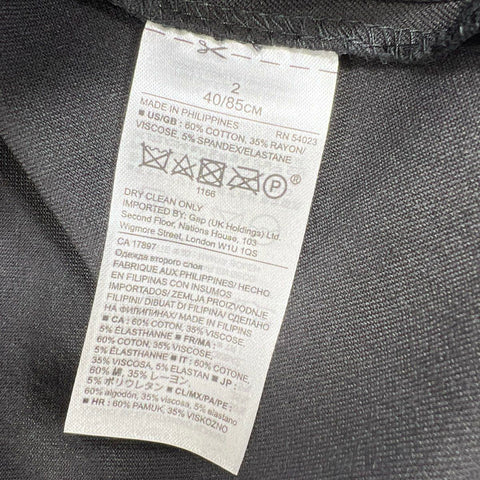 2
40/85CM
MADE IN PHILIPPINES RN 54023
▪ US/GB : 60% COTTON, 35% RAYON/
VISCOSE, 5% SPANDEX/ELASTANE
P
1166
DRY CLEAN ONLY
IMPORTED BY: Gap (UK Holdings) Ltd.
Second Floor, Nations House, 103
Wigmore Street, London W1U 1QS
CA 17897
Одежда второго слоя
FABRIQUE AUX PHILIPPINES/ HECHO
EN FILIPINAS CON INSUMOS
IMPORTADOS/ ZEMLJA PROIZVODNJE
FILIPINI/ DIBUAT DI FILIPINA/ СДЕЛАНО
НА ФИЛИПИНАХ/ MADE IN FILIPINS
▪ CA : 60% COTON, 35% VISCOSE,
5% ÉLASTHANNE ▪ FR/MA :
60% COTON, 35% VISCOSE,
5% ÉLASTHANNE ▪ IT : 60% COTONE,
35% VISCOSA, 5% ELASTAN ▪ JP :
60% 綿, 35% レーヨン,
5% ポリウレタン ▪ CL/MX/PA/PE :
60% algodón, 35% viscosa, 5% elastano
▪ HR : 60% PAMUK, 35% VISKOZNO